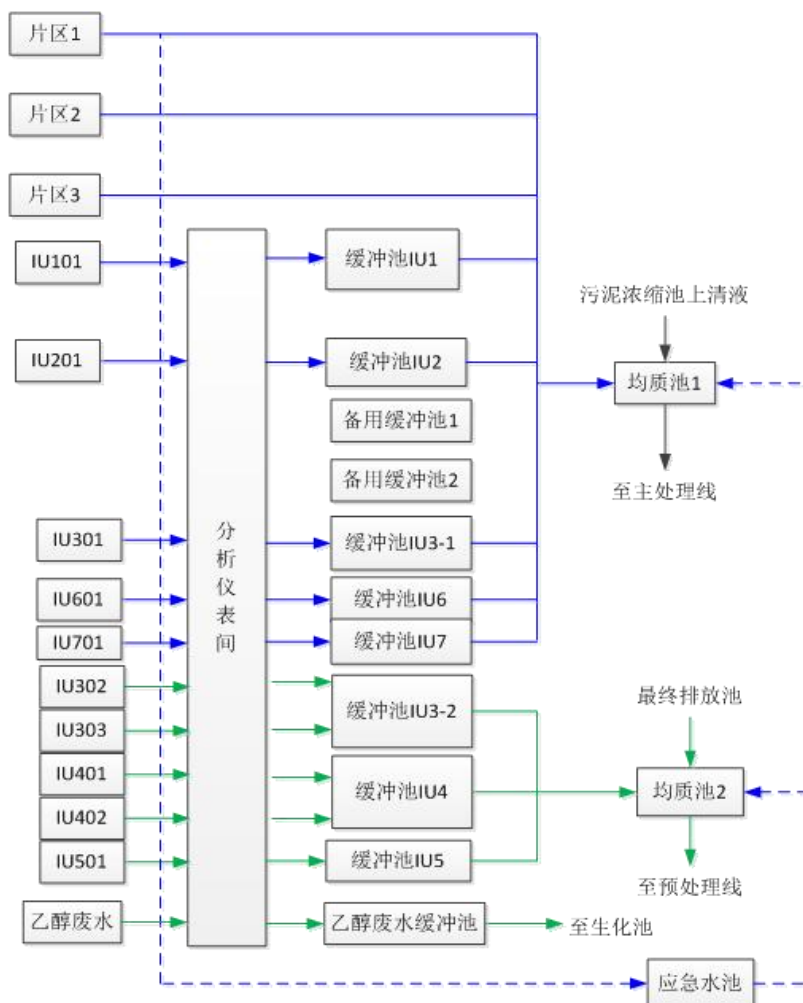 片区1
片区2
片区3
IU101
缓冲池IU1
污泥浓缩池上清液
IU201
缓冲池IU2
均质池1
备用缓冲池1
备用缓冲池2
至主处理线
IU301
分析仪表间
缓冲池IU3-1
IU601
缓冲池IU6
IU701
缓冲池IU7
IU302
缓冲池IU3-2
最终排放池
IU303
IU401
缓冲池IU4
均质池2
IU402
IU501
缓冲池IU5
至预处理线
乙醇废水
乙醇废水缓冲池
至生化池
应急水池